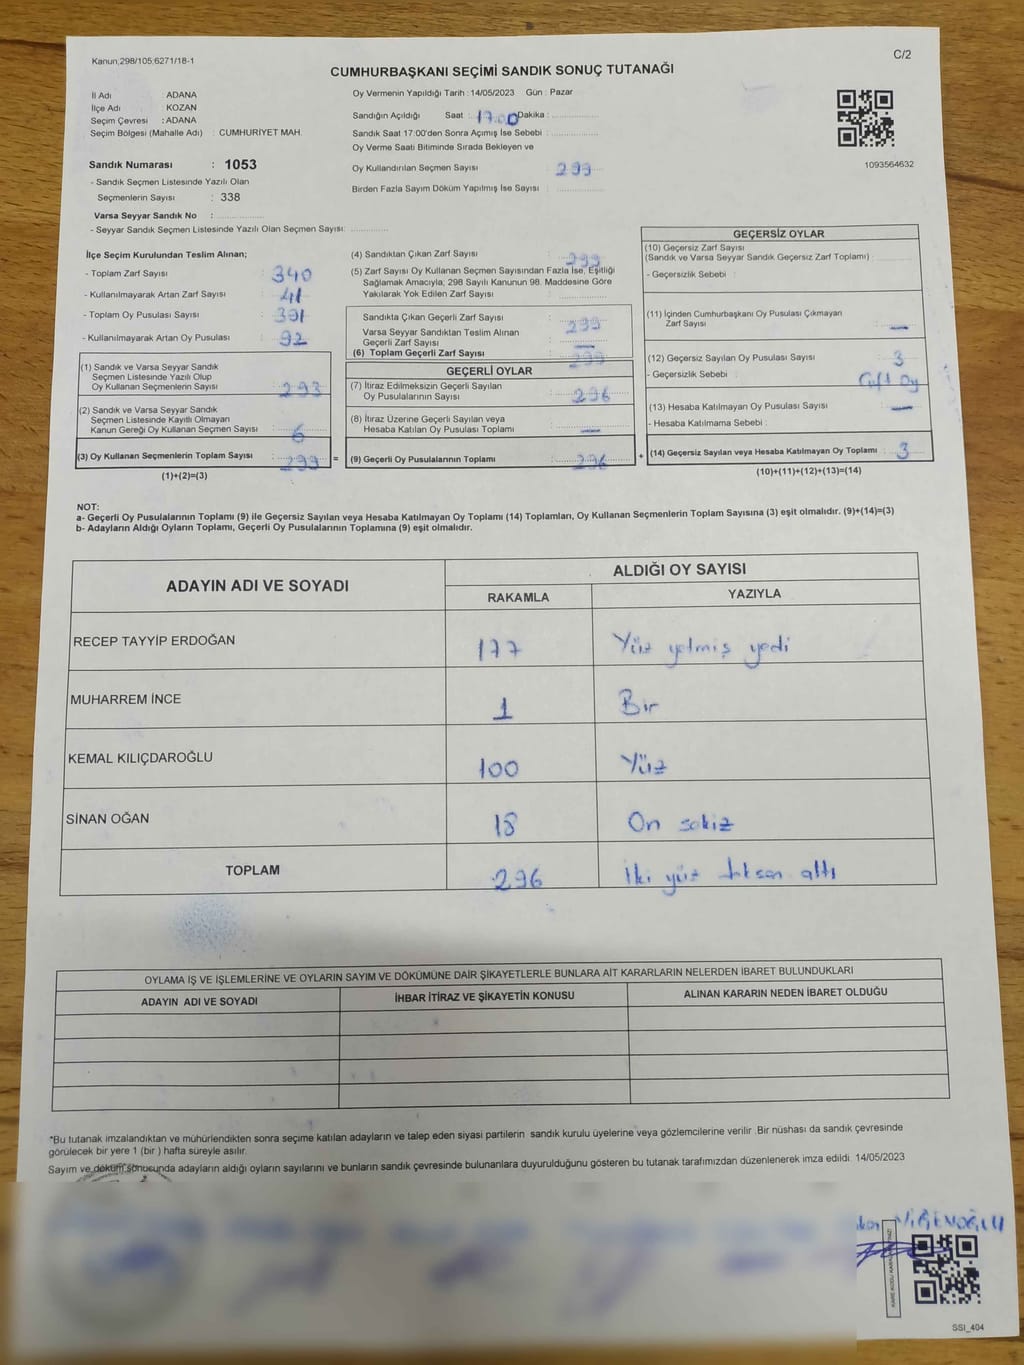 Kanun;298/105;6271/18-1
C/2
CUMHURBAŞKANI SEÇİMİ SANDIK SONUÇ TUTANAĞI
İl Adı : ADANA
İlçe Adı : KOZAN
Seçim Çevresi : ADANA
Seçim Bölgesi (Mahalle Adı) : CUMHURİYET MAH.
Sandık Numarası : 1053
- Sandık Seçmen Listesinde Yazılı Olan
Seçmenlerin Sayısı : 338
Varsa Seyyar Sandık No :
- Seyyar Sandık Seçmen Listesinde Yazılı Olan Seçmen Sayısı:
Oy Vermenin Yapıldığı Tarih : 14/05/2023 Gün : Pazar
Sandığın Açıldığı Saat : 17.00 Dakika :
Sandık Saat 17:00'den Sonra Açımış İse Sebebi :
Oy Verme Saati Bitiminde Sırada Bekleyen ve
Oy Kullandırılan Seçmen Sayısı : 299
Birden Fazla Sayım Döküm Yapılmış İse Sayısı :
1093564632
İlçe Seçim Kurulundan Teslim Alınan;
- Toplam Zarf Sayısı : 340
- Kullanılmayarak Artan Zarf Sayısı : 41
- Toplam Oy Pusulası Sayısı : 391
- Kullanılmayarak Artan Oy Pusulası : 92
(1) Sandık ve Varsa Seyyar Sandık
Seçmen Listesinde Yazılı Olup
Oy Kullanan Seçmenlerin Sayısı : 293
(2) Sandık ve Varsa Seyyar Sandık
Seçmen Listesinde Kayıtlı Olmayan
Kanun Gereği Oy Kullanan Seçmen Sayısı : 6
(3) Oy Kullanan Seçmenlerin Toplam Sayısı : 299 =
(1)+(2)=(3)
(4) Sandıktan Çıkan Zarf Sayısı : 299
(5) Zarf Sayısı Oy Kullanan Seçmen Sayısından Fazla İse, Eşitliği
Sağlamak Amacıyla; 298 Sayılı Kanunun 98. Maddesine Göre
Yakılarak Yok Edilen Zarf Sayısı :
Sandıkta Çıkan Geçerli Zarf Sayısı : 299
Varsa Seyyar Sandıktan Teslim Alınan
Geçerli Zarf Sayısı : —
(6) Toplam Geçerli Zarf Sayısı : 299
GEÇERLİ OYLAR
(7) İtiraz Edilmeksizin Geçerli Sayılan
Oy Pusulalarının Sayısı : 296
(8) İtiraz Üzerine Geçerli Sayılan veya
Hesaba Katılan Oy Pusulası Toplamı : —
(9) Geçerli Oy Pusulalarının Toplamı : 296 +
GEÇERSİZ OYLAR
(10) Geçersiz Zarf Sayısı
(Sandık ve Varsa Seyyar Sandık Geçersiz Zarf Toplamı) :
- Geçersizlik Sebebi :
(11) İçinden Cumhurbaşkanı Oy Pusulası Çıkmayan
Zarf Sayısı : —
(12) Geçersiz Sayılan Oy Pusulası Sayısı : 3
- Geçersizlik Sebebi : Çift Oy
(13) Hesaba Katılmayan Oy Pusulası Sayısı : —
- Hesaba Katılmama Sebebi :
(14) Geçersiz Sayılan veya Hesaba Katılmayan Oy Toplamı : 3
(10)+(11)+(12)+(13)=(14)
NOT:
a- Geçerli Oy Pusulalarının Toplamı (9) ile Geçersiz Sayılan veya Hesaba Katılmayan Oy Toplamı (14) Toplamları, Oy Kullanan Seçmenlerin Toplam Sayısına (3) eşit olmalıdır. (9)+(14)=(3)
b- Adayların Aldığı Oyların Toplamı, Geçerli Oy Pusulalarının Toplamına (9) eşit olmalıdır.
ADAYIN ADI VE SOYADI
ALDIĞI OY SAYISI
RAKAMLA YAZIYLA
RECEP TAYYİP ERDOĞAN 177 Yüz yetmiş yedi
MUHARREM İNCE 1 Bir
KEMAL KILIÇDAROĞLU 100 Yüz
SİNAN OĞAN 18 On sekiz
TOPLAM 296 İki yüz altı
OYLAMA İŞ VE İŞLEMLERİNE VE OYLARIN SAYIM VE DÖKÜMÜNE DAİR ŞİKAYETLERLE BUNLARA AİT KARARLARIN NELERDEN İBARET BULUNDUKLARI
ADAYIN ADI VE SOYADI İHBAR İTİRAZ VE ŞİKAYETİN KONUSU ALINAN KARARIN NEDEN İBARET OLDUĞU
*Bu tutanak imzalandıktan ve mühürlendikten sonra seçime katılan adayların ve talep eden siyasi partilerin sandık kurulu üyelerine veya gözlemcilerine verilir .Bir nüshası da sandık çevresinde
görülecek bir yere 1 (bir ) hafta süreyle asılır.
Sayım ve döküm sonucunda adayların aldığı oyların sayılarını ve bunların sandık çevresinde bulunanlara duyurulduğunu gösteren bu tutanak tarafımızdan düzenlenerek imza edildi. 14/05/2023
SSI_404